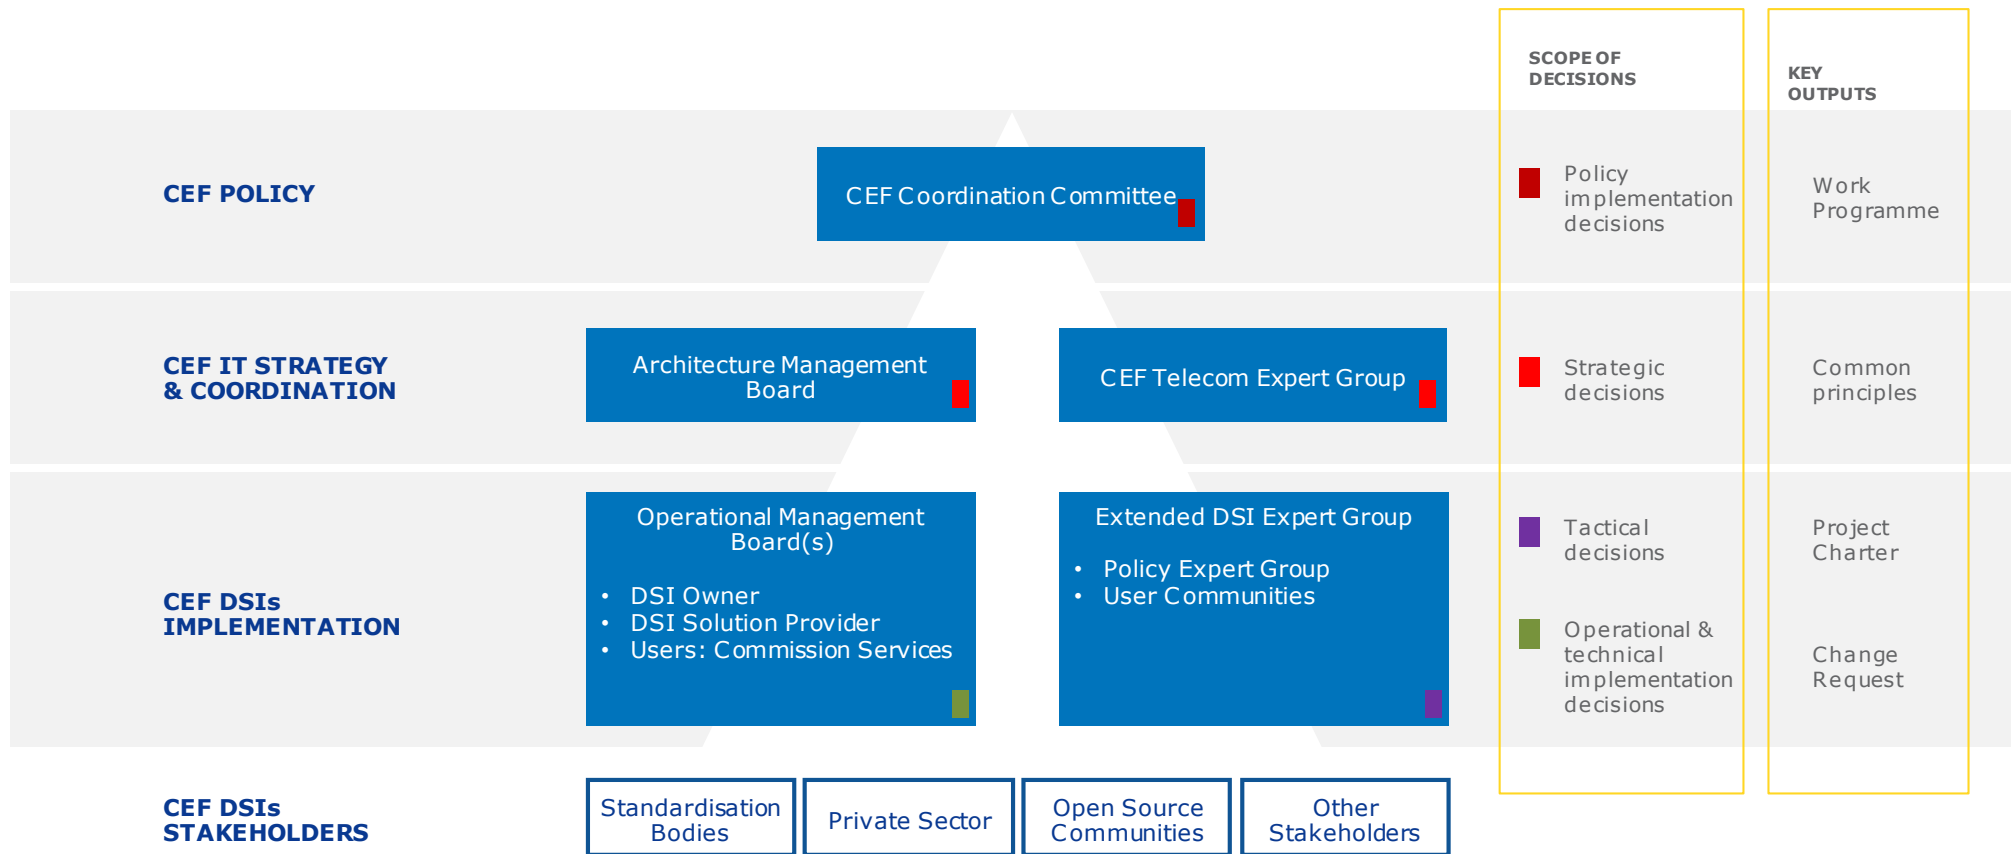 SCOPE OF
DECISIONS
KEY
OUTPUTS
CEF POLICY
CEF Coordination Committee
Policy
implementation
decisions
Work
Programme
CEF IT STRATEGY
& COORDINATION
Architecture Management
Board
CEF Telecom Expert Group
Strategic
decisions
Common
principles
CEF DSIs
IMPLEMENTATION
Operational Management
Board(s)
• DSI Owner
• DSI Solution Provider
• Users: Commission Services
Extended DSI Expert Group
• Policy Expert Group
• User Communities
Tactical
decisions
Project
Charter
Operational &
technical
implementation
decisions
Change
Request
CEF DSIs
STAKEHOLDERS
Standardisation
Bodies
Private Sector
Open Source
Communities
Other
Stakeholders